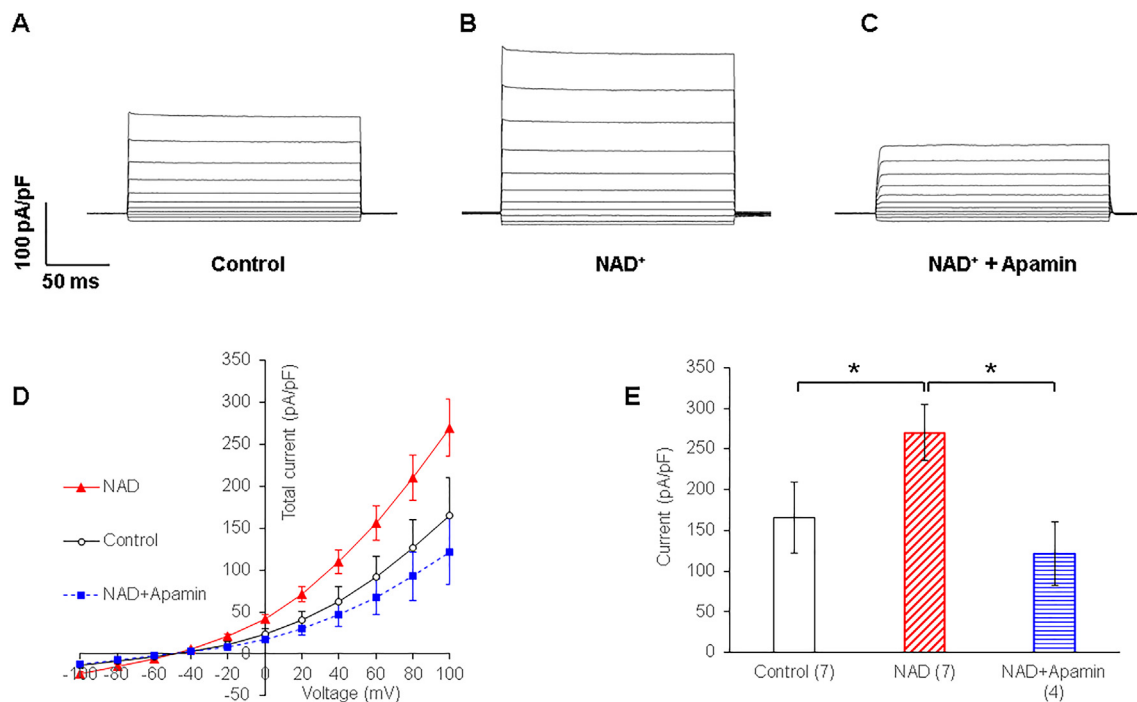 A
B
C
100 pA/pF
50 ms
Control
NAD⁺
NAD⁺ + Apamin
D
NAD
Control
NAD+Apamin
Total current (pA/pF)
350
300
250
200
150
100
50
0
-50
-100 -80 -60 -40 -20 0 20 40 60 80 100
Voltage (mV)
E
Current (pA/pF)
350
300
250
200
150
100
50
0
* *
Control (7) NAD (7) NAD+Apamin
(4)